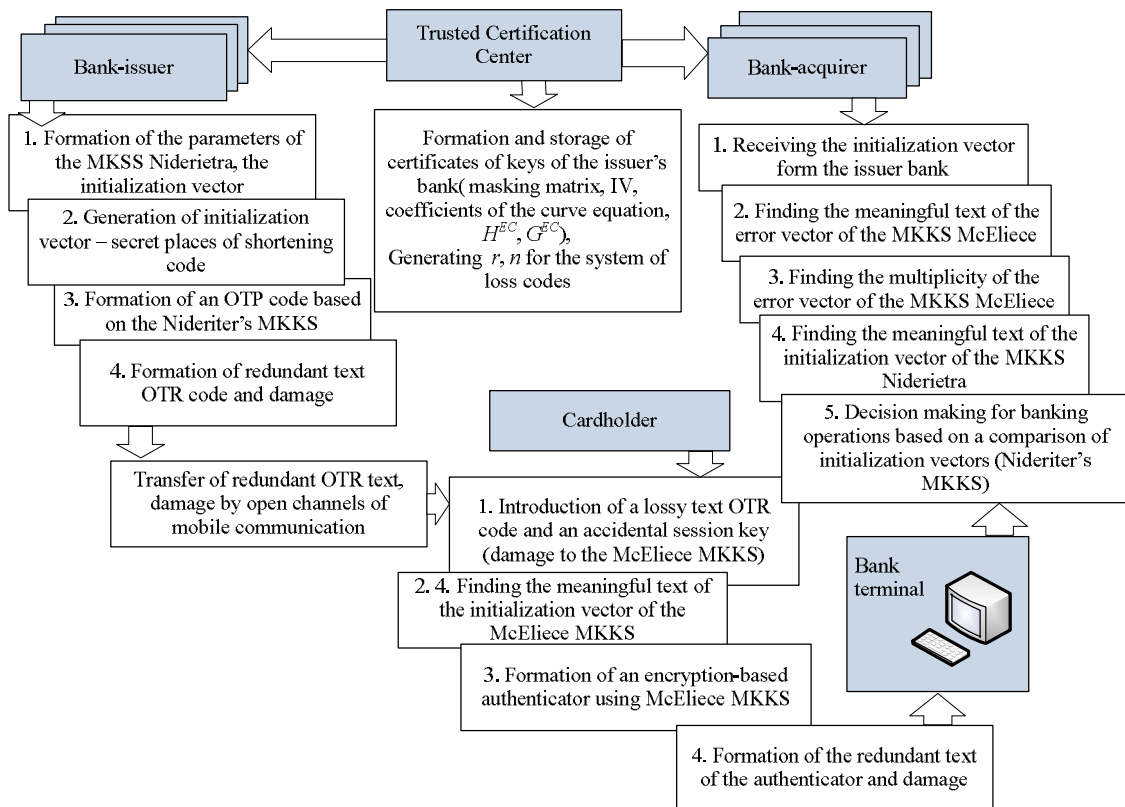 Trusted Certification
Center
Bank-issuer
Bank-acquirer
1. Formation of the parameters of
the MKSS Niderietra, the
initialization vector
2. Generation of initialization
vector – secret places of shortening
code
3. Formation of an OTP code based
on the Nideriter’s MKKS
4. Formation of redundant text
OTR code and damage
Transfer of redundant OTR text,
damage by open channels of
mobile communication
Formation and storage of
certificates of keys of the issuer’s
bank( masking matrix, IV,
coefficients of the curve equation,
H^EC, G^EC),
Generating r, n for the system of
loss codes
1. Receiving the initialization vector
form the issuer bank
2. Finding the meaningful text of the
error vector of the MKKS McEliece
3. Finding the multiplicity of the
error vector of the MKKS McEliece
4. Finding the meaningful text of the
initialization vector of the MKKS
Niderietra
5. Decision making for banking
operations based on a comparison of
initialization vectors (Nideriter’s
MKKS)
Cardholder
1. Introduction of a lossy text OTR
code and an accidental session key
(damage to the McEliece MKKS)
2. 4. Finding the meaningful text of
the initialization vector of the
McEliece MKKS
3. Formation of an encryption-based
authenticator using McEliece MKKS
4. Formation of the redundant text
of the authenticator and damage
Bank
terminal